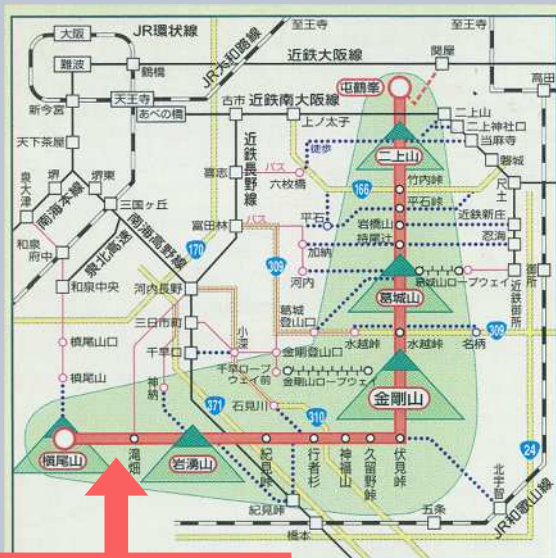 大阪
JR環状線
至王寺
至王寺
難波
鶴橋
JR大和路線
近鉄大阪線
関屋
高田
新今宮
天王寺
あべの橋
古市
近鉄南大阪線
屯鶴峯
上ノ太子
二上山
二上神社口
当麻寺
磐城
尺土
天下茶屋
堺
堺東
喜志
バス
六枚橋
徒歩
二上山
竹内峠
166
平石峠
近鉄新庄
泉大津
南海本線
三国ヶ丘
近鉄長野線
富田林
バス
平石
岩橋山
持尾辻
忍海
和泉府中
泉北高速
南海高野線
170
309
加納
河内
葛城山
葛城山ロープウェイ
近鉄御所
御所
和泉中央
河内長野
三日市町
千早口
小深
葛城登山口
水越峠
水越峠
名柄
309
槙尾山口
槙尾山
神納
金剛登山口
千早ロープウェイ前
金剛山ロープウェイ
金剛山
371
石見川
310
槇尾山
滝畑
岩湧山
紀見峠
行者杉
神福山
久留野峠
伏見峠
24
北宇智
紀見峠
橋本
五条
JR和歌山線